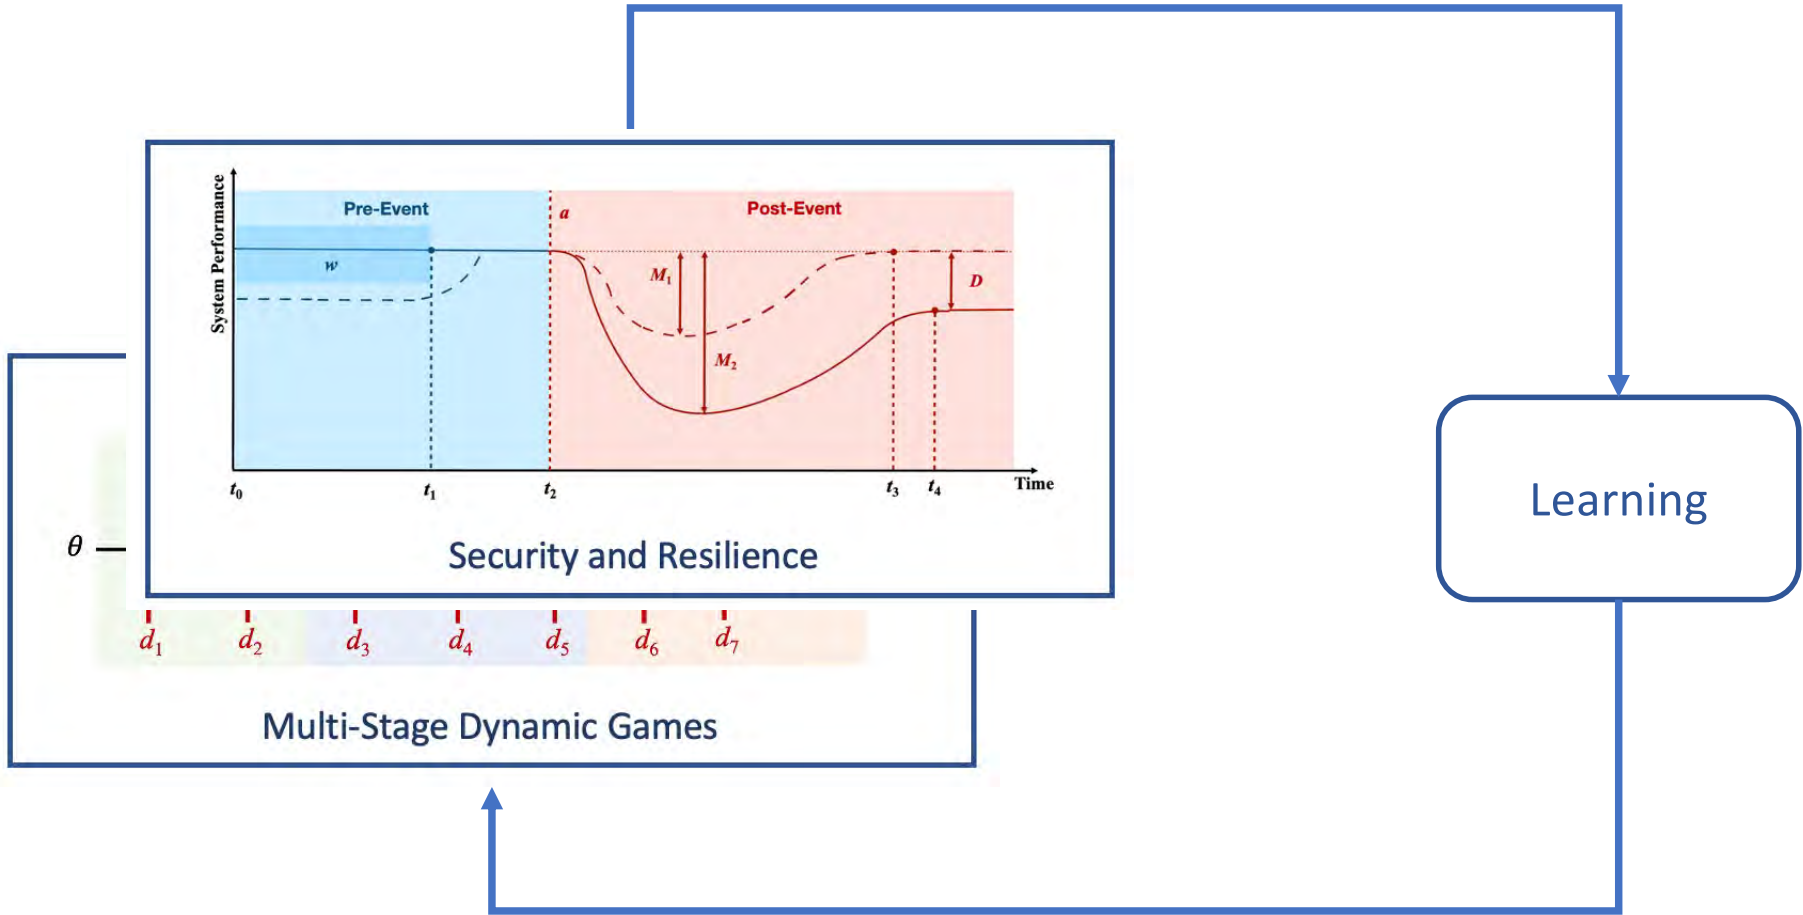 System Performance
Pre-Event
a
Post-Event
w
M1
D
M2
t0 t1 t2 t3 t4 Time
Security and Resilience
Learning
θ
d1 d2 d3 d4 d5 d6 d7
Multi-Stage Dynamic Games